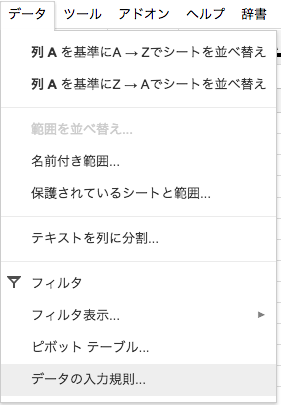 データ ツール アドオン ヘルプ 辞書
列 A を基準にA → Zでシートを並べ替え
列 A を基準にZ → Aでシートを並べ替え
範囲を並べ替え...
名前付き範囲...
保護されているシートと範囲...
テキストを列に分割...
フィルタ
フィルタ表示...
ピボット テーブル...
データの入力規則...